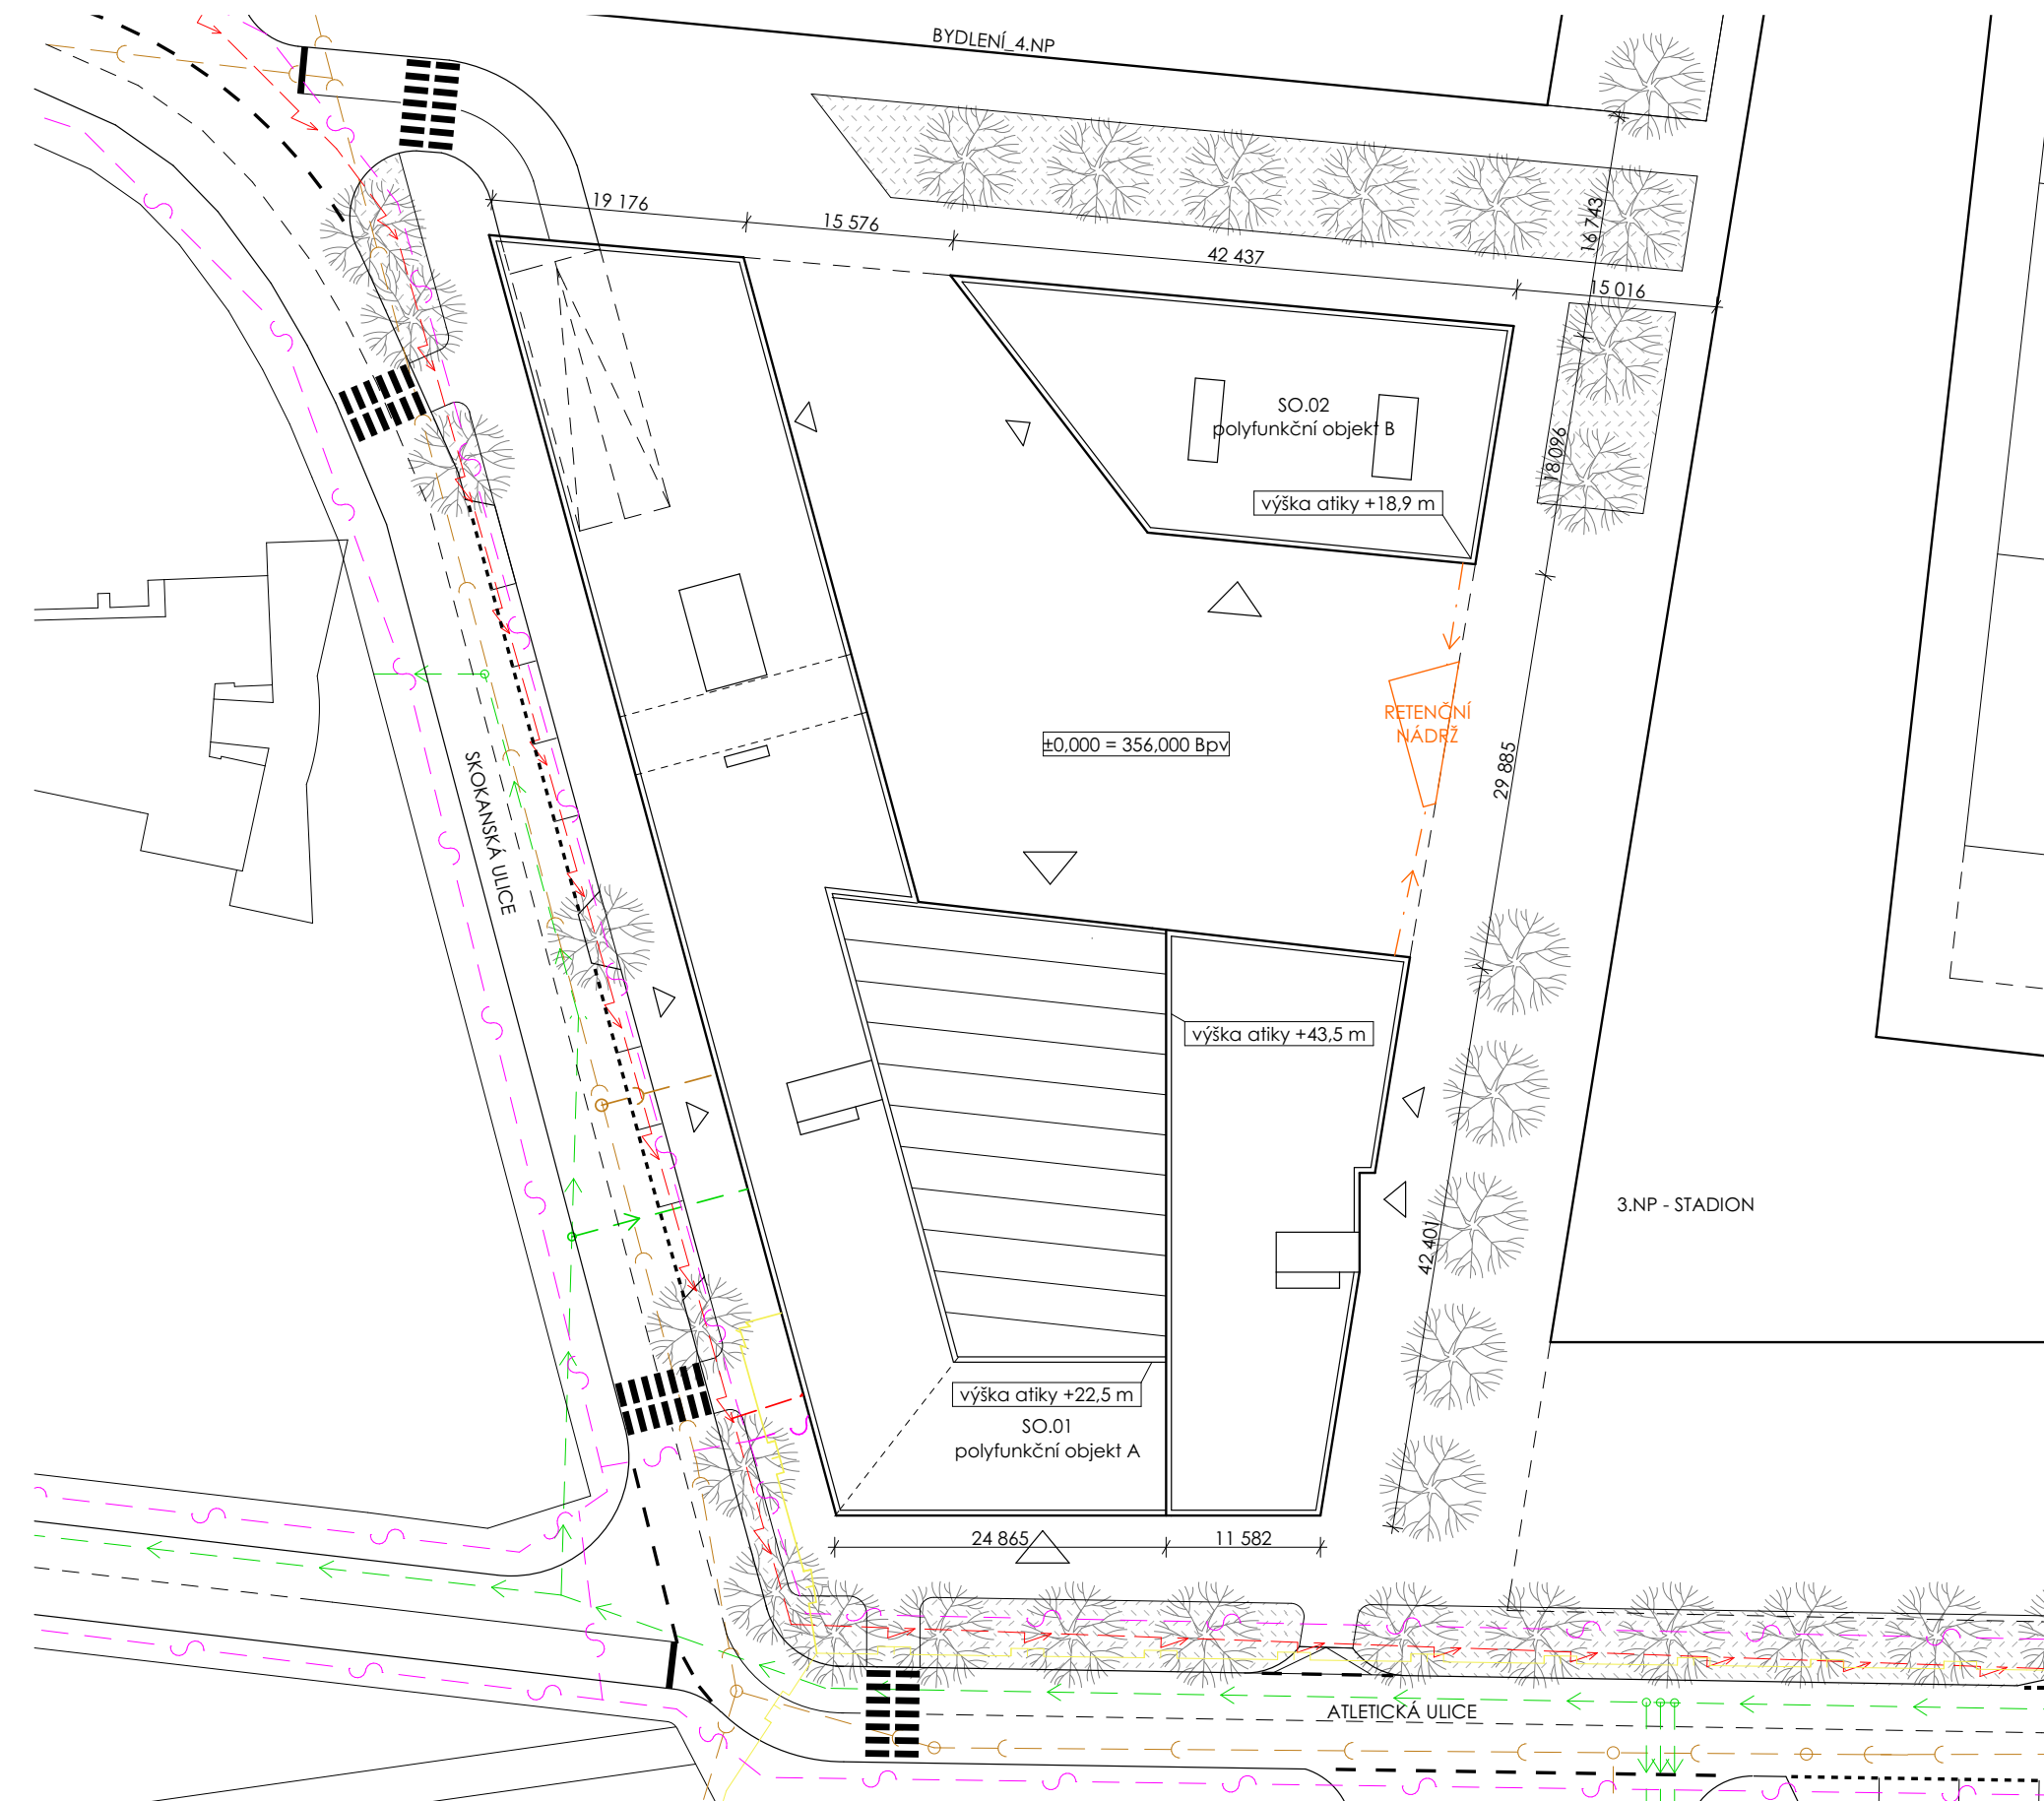 BYDLENÍ_4.NP
19 176
15 576
42 437
15 016
16 743
SO.02
polyfunkční objekt B
18 096
výška atiky +18,9 m
RETENČNÍ
NÁDRŽ
±0,000 = 356,000 Bpv
29 885
SKOKANSKÁ ULICE
výška atiky +43,5 m
3.NP - STADION
42 401
výška atiky +22,5 m
SO.01
polyfunkční objekt A
24 865
11 582
ATLETICKÁ ULICE